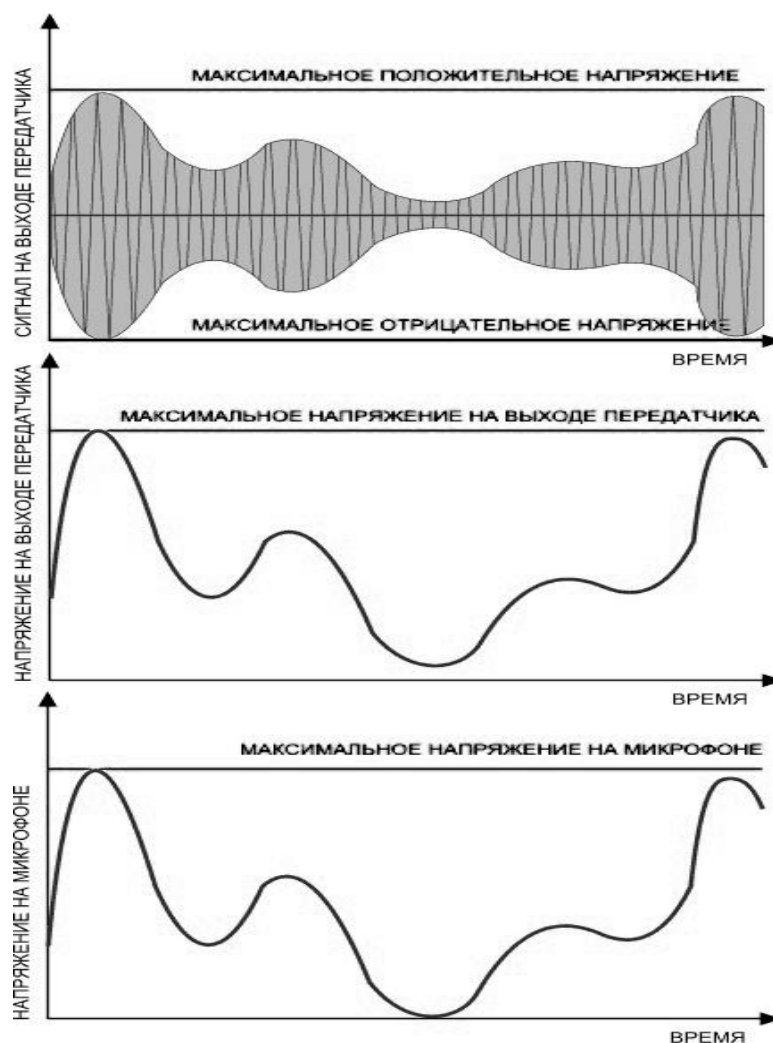 СИГНАЛ НА ВЫХОДЕ ПЕРЕДАТЧИКА
МАКСИМАЛЬНОЕ ПОЛОЖИТЕЛЬНОЕ НАПРЯЖЕНИЕ
МАКСИМАЛЬНОЕ ОТРИЦАТЕЛЬНОЕ НАПРЯЖЕНИЕ
ВРЕМЯ
НАПРЯЖЕНИЕ НА ВЫХОДЕ ПЕРЕДАТЧИКА
МАКСИМАЛЬНОЕ НАПРЯЖЕНИЕ НА ВЫХОДЕ ПЕРЕДАТЧИКА
ВРЕМЯ
НАПРЯЖЕНИЕ НА МИКРОФОНЕ
МАКСИМАЛЬНОЕ НАПРЯЖЕНИЕ НА МИКРОФОНЕ
ВРЕМЯ